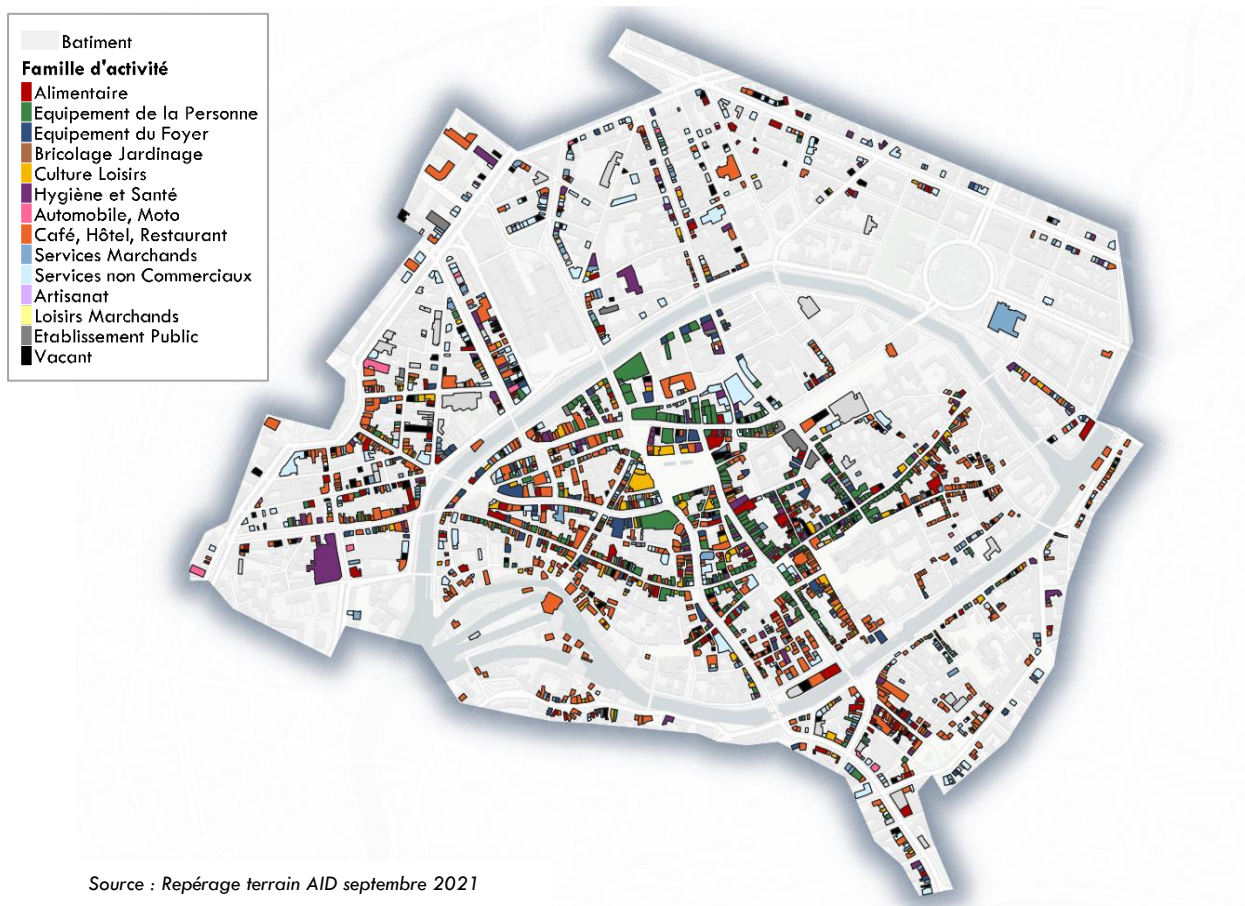 Batiment
Famille d'activité
Alimentaire
Equipement de la Personne
Equipement du Foyer
Bricolage Jardinage
Culture Loisirs
Hygiène et Santé
Automobile, Moto
Café, Hôtel, Restaurant
Services Marchands
Services non Commerciaux
Artisanat
Loisirs Marchands
Etablissement Public
Vacant
Source : Repérage terrain AID septembre 2021